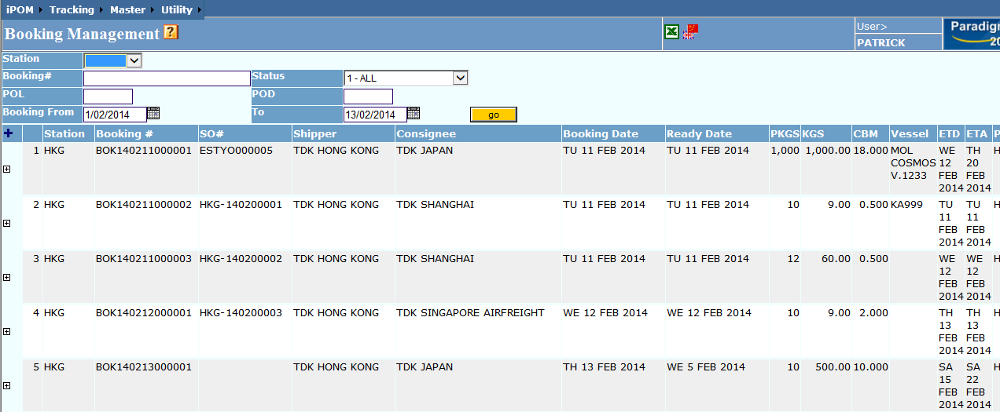 iPOM Tracking Master Utility
Booking Management ?
User>
PATRICK
Station
Booking# Status 1 - ALL
POL POD
Booking From 1/02/2014 To 13/02/2014 go
Station Booking # SO# Shipper Consignee Booking Date Ready Date PKGS KGS CBM Vessel ETD ETA
1 HKG BOK140211000001 ESTYO000005 TDK HONG KONG TDK JAPAN TU 11 FEB 2014 TU 11 FEB 2014 1,000 1,000.00 18.000 MOL WE TH
COSMOS 12 20
V.1233 FEB FEB
2014 2014
2 HKG BOK140211000002 HKG-140200001 TDK HONG KONG TDK SHANGHAI TU 11 FEB 2014 TU 11 FEB 2014 10 9.00 0.500 KA999 TU TU
11 11
FEB FEB
2014 2014
3 HKG BOK140211000003 HKG-140200002 TDK HONG KONG TDK SHANGHAI TU 11 FEB 2014 TU 11 FEB 2014 12 60.00 0.500 WE WE
12 12
FEB FEB
2014 2014
4 HKG BOK140212000001 HKG-140200003 TDK HONG KONG TDK SINGAPORE AIRFREIGHT WE 12 FEB 2014 WE 12 FEB 2014 10 9.00 2.000 TH TH
13 13
FEB FEB
2014 2014
5 HKG BOK140213000001 TDK HONG KONG TDK JAPAN TH 13 FEB 2014 WE 5 FEB 2014 10 500.00 10.000 SA SA
15 22
FEB FEB
2014 2014